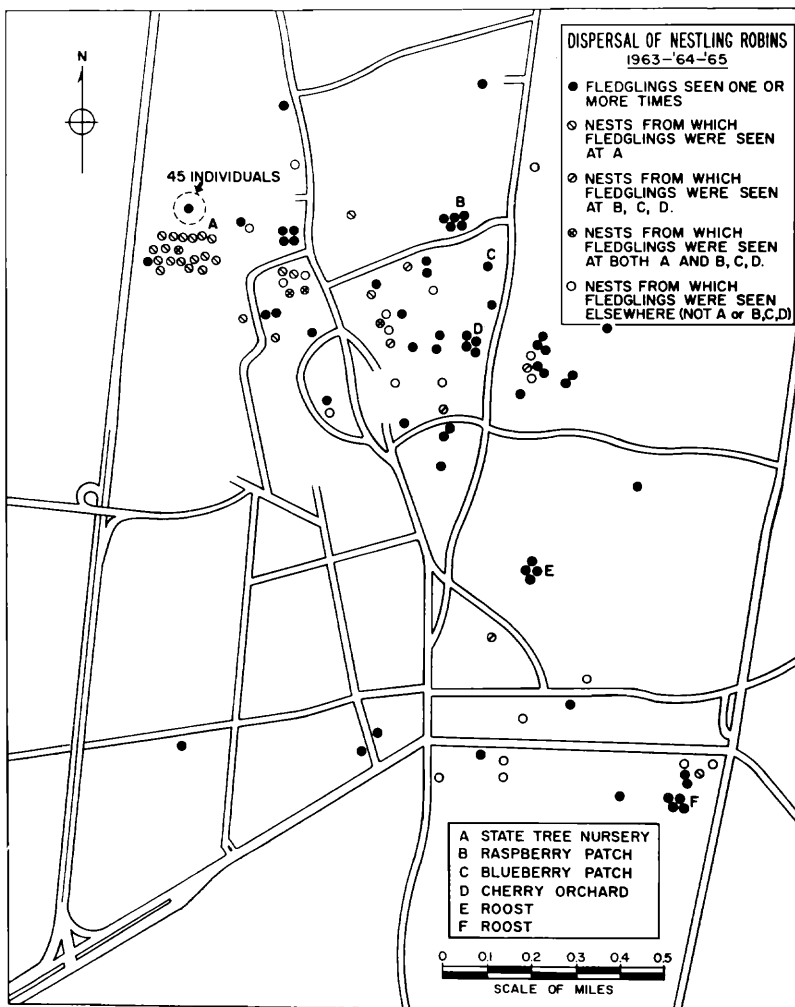 N
45 INDIVIDUALS
A
B
C
D
E
F
DISPERSAL OF NESTLING ROBINS
1963-'64-'65
FLEDGLINGS SEEN ONE OR
MORE TIMES
NESTS FROM WHICH
FLEDGLINGS WERE SEEN
AT A
NESTS FROM WHICH
FLEDGLINGS WERE SEEN
AT B, C, D.
NESTS FROM WHICH
FLEDGLINGS WERE SEEN
AT BOTH A AND B, C, D.
NESTS FROM WHICH
FLEDGLINGS WERE SEEN
ELSEWHERE (NOT A or B,C,D)
A STATE TREE NURSERY
B RASPBERRY PATCH
C BLUEBERRY PATCH
D CHERRY ORCHARD
E ROOST
F ROOST
0 0.1 0.2 0.3 0.4 0.5
SCALE OF MILES